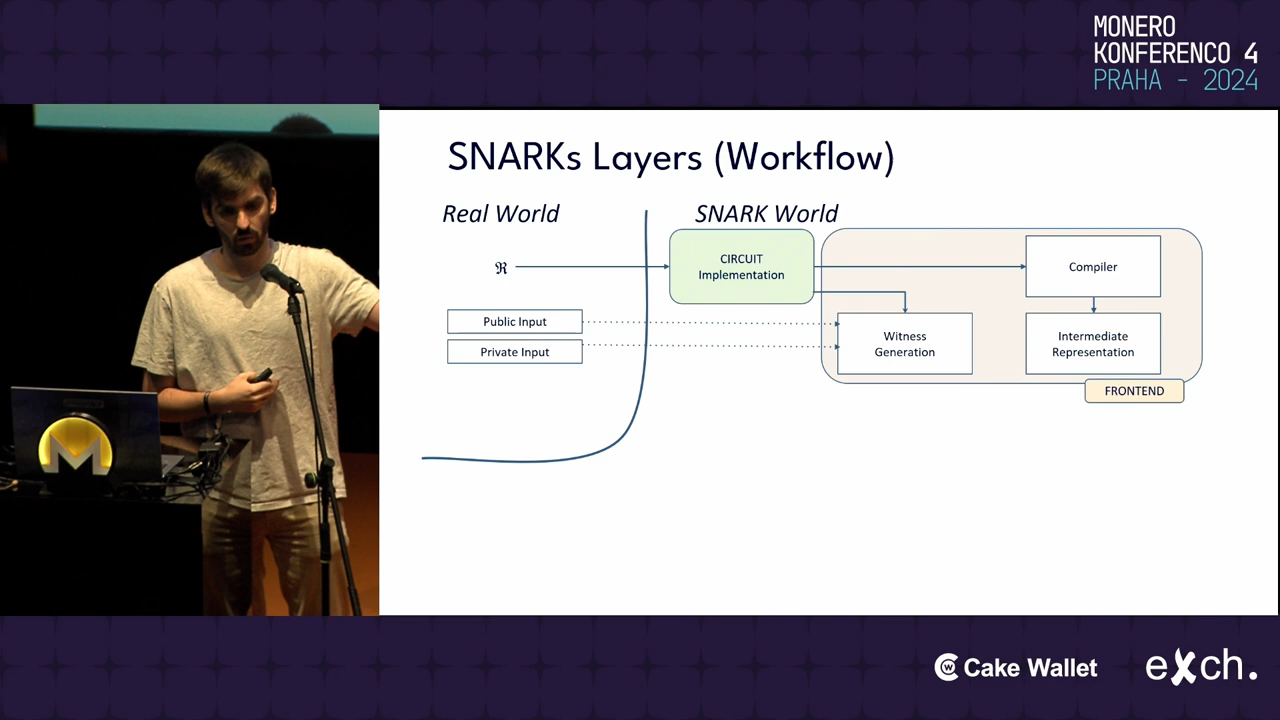 MONERO
KONFERENCO 4
PRAHA - 2024
SNARKs Layers (Workflow)
Real World
SNARK World
ℜ
CIRCUIT
Implementation
Compiler
Public Input
Private Input
Witness
Generation
Intermediate
Representation
FRONTEND
Cake Wallet
exch.